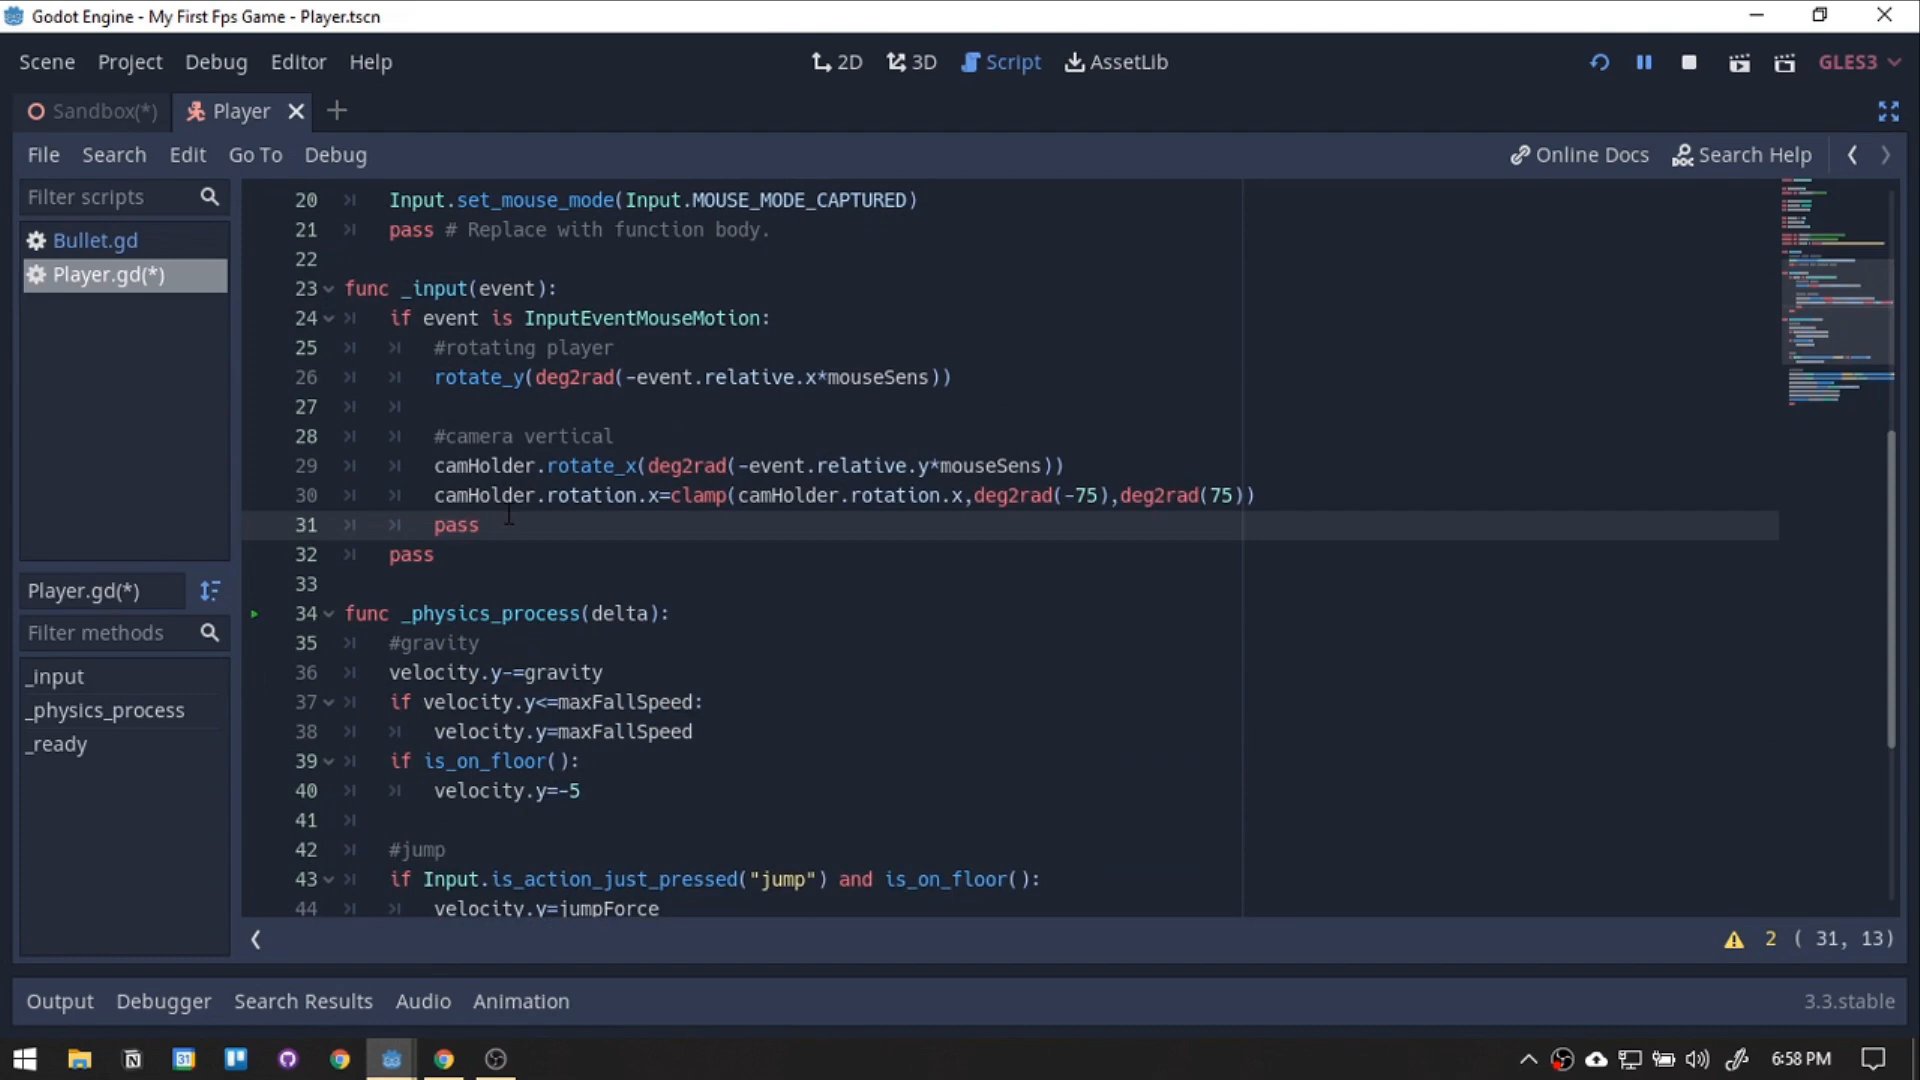 Godot Engine - My First Fps Game - Player.tscn
Scene Project Debug Editor Help 2D 3D Script AssetLib GLES3
Sandbox(*) Player
File Search Edit Go To Debug Online Docs Search Help
Filter scripts
Bullet.gd
Player.gd(*)
Player.gd(*)
Filter methods
_input
_physics_process
_ready
20 Input.set_mouse_mode(Input.MOUSE_MODE_CAPTURED)
21 pass # Replace with function body.
22
23 func _input(event):
24 if event is InputEventMouseMotion:
25 #rotating player
26 rotate_y(deg2rad(-event.relative.x*mouseSens))
27
28 #camera vertical
29 camHolder.rotate_x(deg2rad(-event.relative.y*mouseSens))
30 camHolder.rotation.x=clamp(camHolder.rotation.x,deg2rad(-75),deg2rad(75))
31 pass
32 pass
33
34 func _physics_process(delta):
35 #gravity
36 velocity.y-=gravity
37 if velocity.y<=maxFallSpeed:
38 velocity.y=maxFallSpeed
39 if is_on_floor():
40 velocity.y=-5
41
42 #jump
43 if Input.is_action_just_pressed("jump") and is_on_floor():
44 velocity.y=jumpForce
2 ( 31, 13)
Output Debugger Search Results Audio Animation 3.3.stable
31 6:58 PM